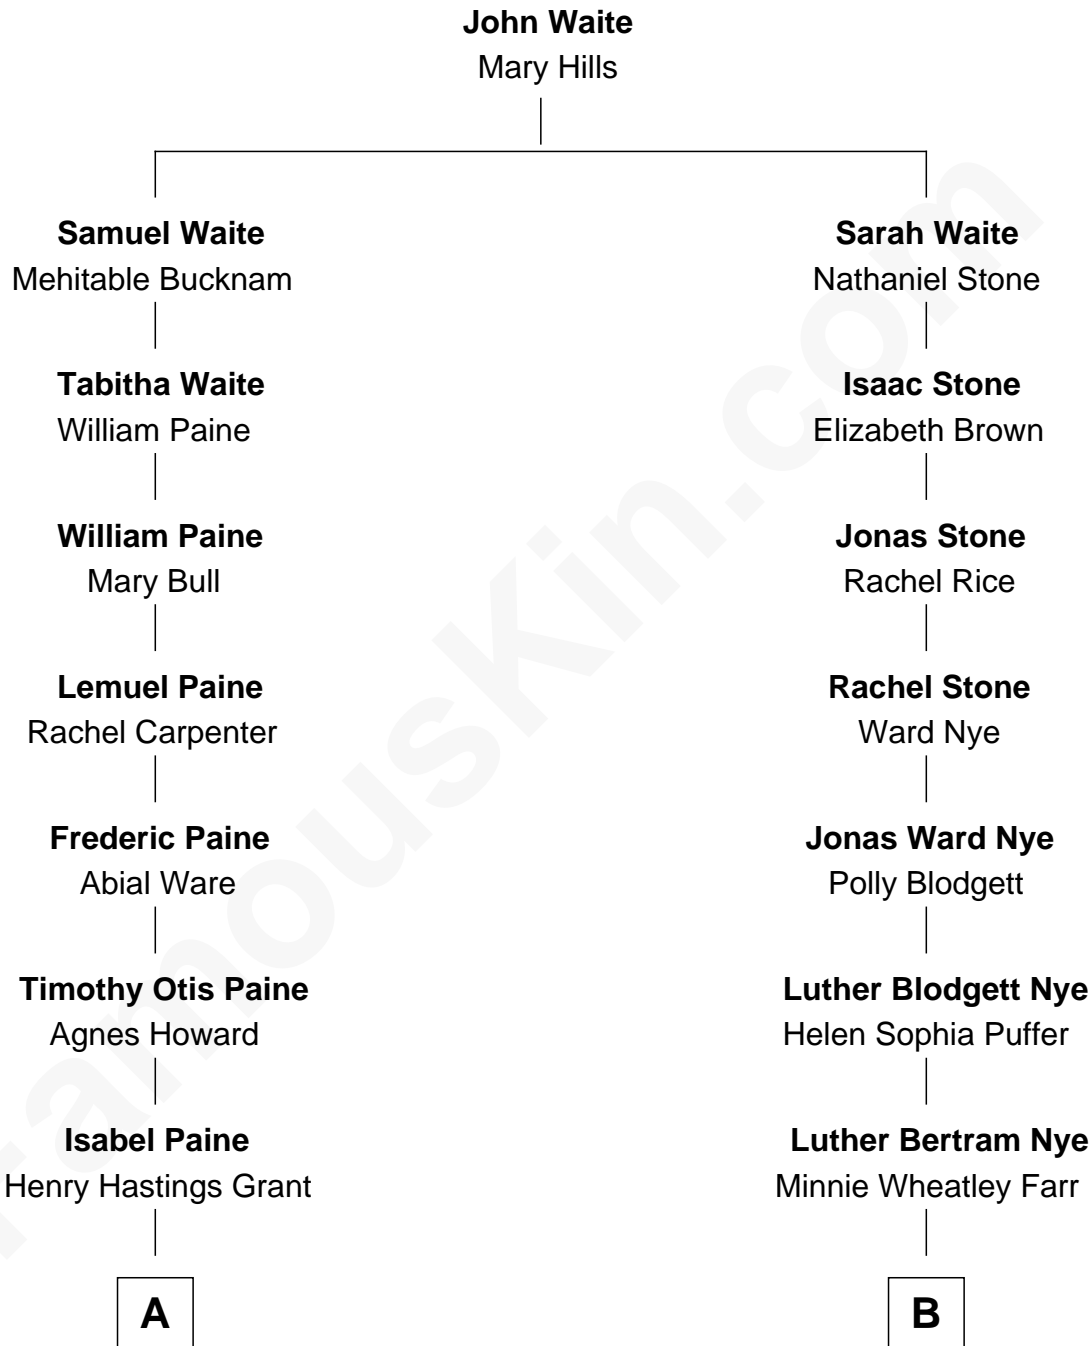 John Waite
Mary Hills
Samuel Waite
Mehitable Bucknam
Tabitha Waite
William Paine
William Paine
Mary Bull
Lemuel Paine
Rachel Carpenter
Frederic Paine
Abial Ware
Timothy Otis Paine
Agnes Howard
Isabel Paine
Henry Hastings Grant
A
Sarah Waite
Nathaniel Stone
Isaac Stone
Elizabeth Brown
Jonas Stone
Rachel Rice
Rachel Stone
Ward Nye
Jonas Ward Nye
Polly Blodgett
Luther Blodgett Nye
Helen Sophia Puffer
Luther Bertram Nye
Minnie Wheatley Farr
B
FamousKin.com